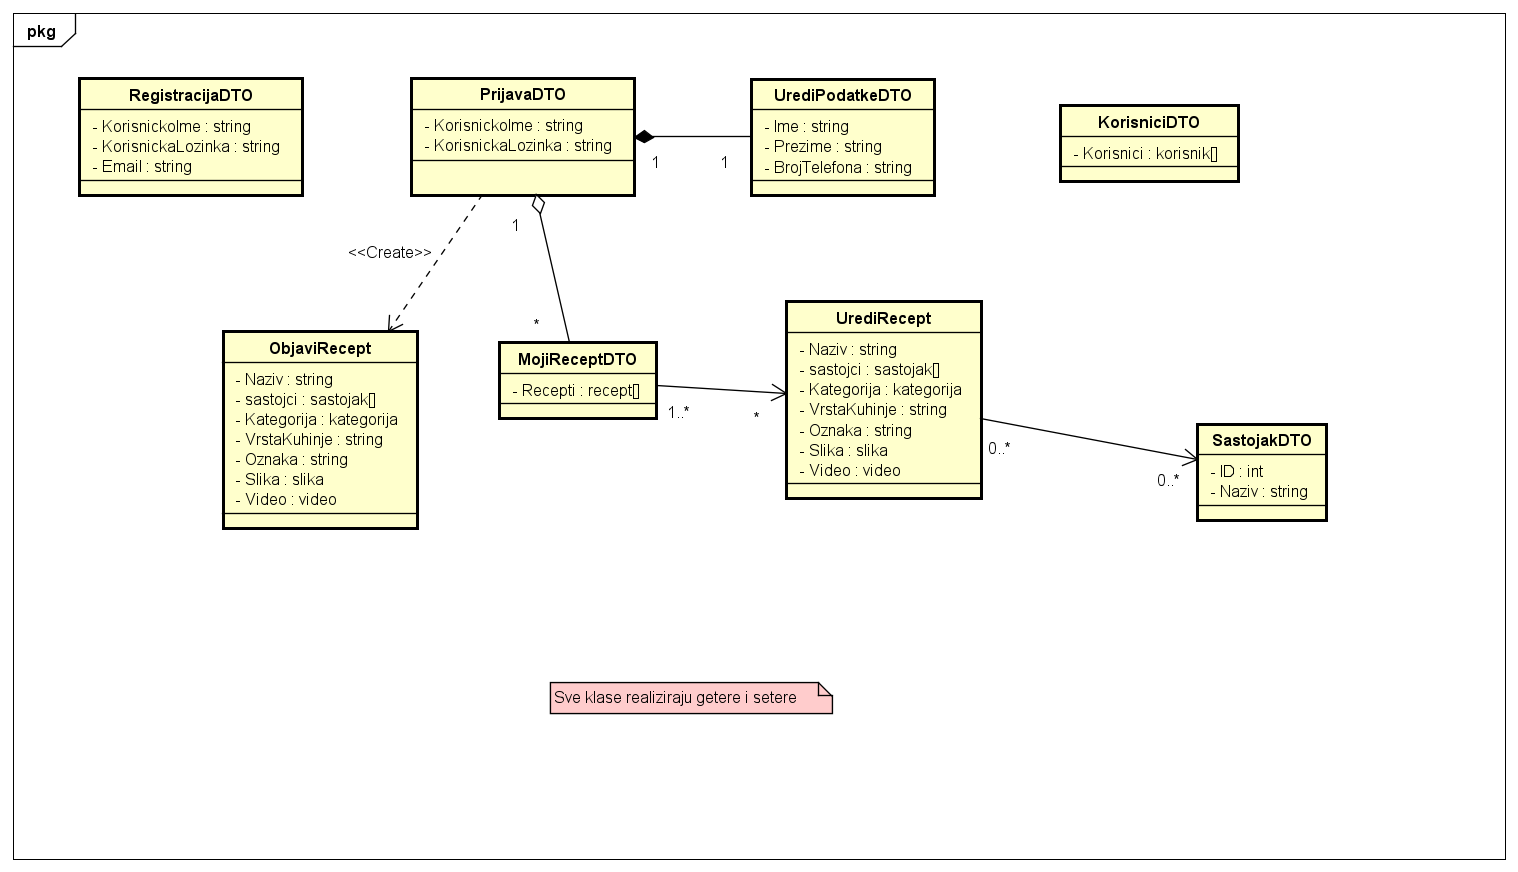 pkg
RegistracijaDTO
- KorisnickoIme : string
- KorisnickaLozinka : string
- Email : string
PrijavaDTO
- KorisnickoIme : string
- KorisnickaLozinka : string
1
1
UrediPodatkeDTO
- Ime : string
- Prezime : string
- BrojTelefona : string
KorisniciDTO
- Korisnici : korisnik[]
<<Create>>
1
*
ObjaviRecept
- Naziv : string
- sastojci : sastojak[]
- Kategorija : kategorija
- VrstaKuhinje : string
- Oznaka : string
- Slika : slika
- Video : video
MojiReceptDTO
- Recepti : recept[]
1..*
*
UrediRecept
- Naziv : string
- sastojci : sastojak[]
- Kategorija : kategorija
- VrstaKuhinje : string
- Oznaka : string
- Slika : slika
- Video : video
0..*
0..*
SastojakDTO
- ID : int
- Naziv : string
Sve klase realiziraju getere i setere